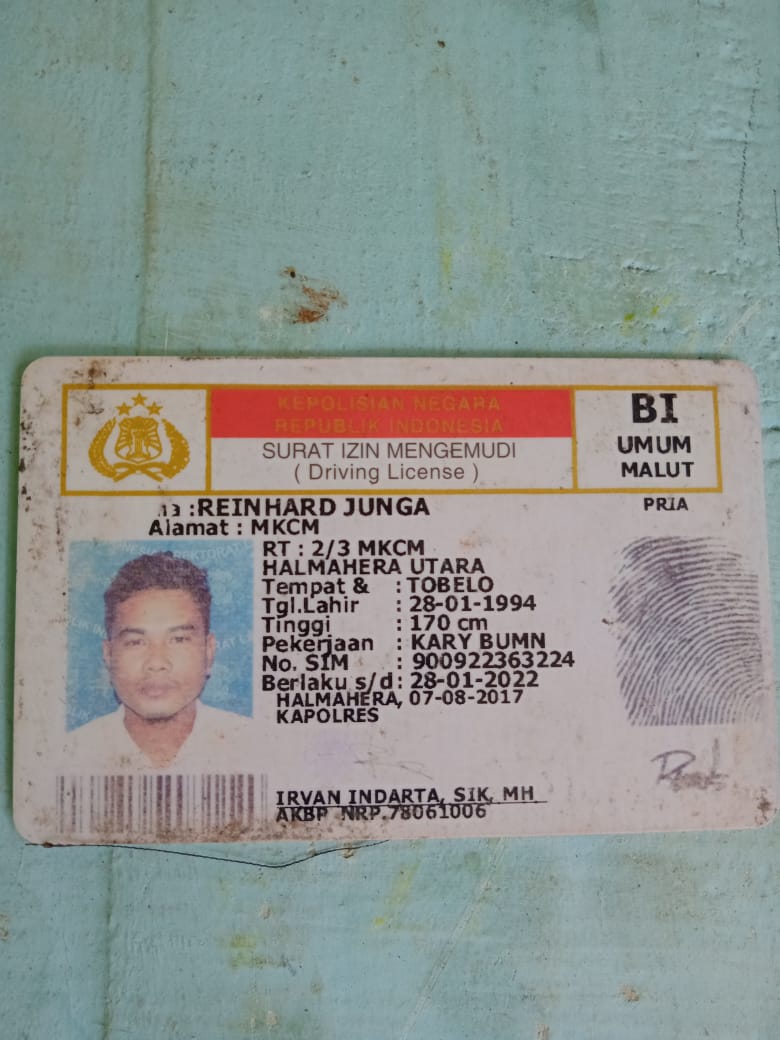 KEPOLISIAN NEGARA
REPUBLIK INDONESIA
SURAT IZIN MENGEMUDI
( Driving License )
BI
UMUM
MALUT
PRIA
:REINHARD JUNGA
Alamat : MKCM
RT : 2/3 MKCM
HALMAHERA UTARA
Tempat & : TOBELO
Tgl.Lahir : 28-01-1994
Tinggi : 170 cm
Pekerjaan : KARY BUMN
No. SIM : 900922363224
Berlaku s/d : 28-01-2022
HALMAHERA, 07-08-2017
KAPOLRES
IRVAN INDARTA, SIK, MH
AKBP NRP.78061006